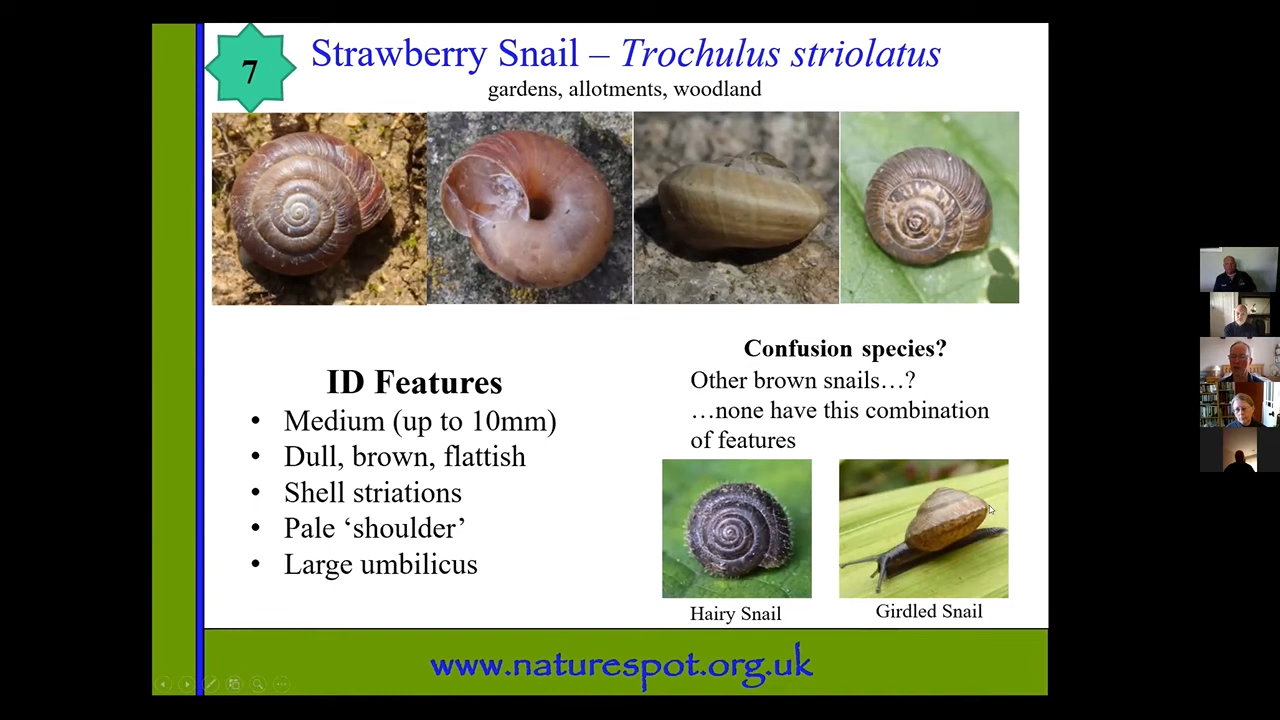 7
Strawberry Snail – Trochulus striolatus
gardens, allotments, woodland
ID Features
• Medium (up to 10mm)
• Dull, brown, flattish
• Shell striations
• Pale ‘shoulder’
• Large umbilicus
Confusion species?
Other brown snails…?
…none have this combination
of features
Hairy Snail
Girdled Snail
www.naturespot.org.uk